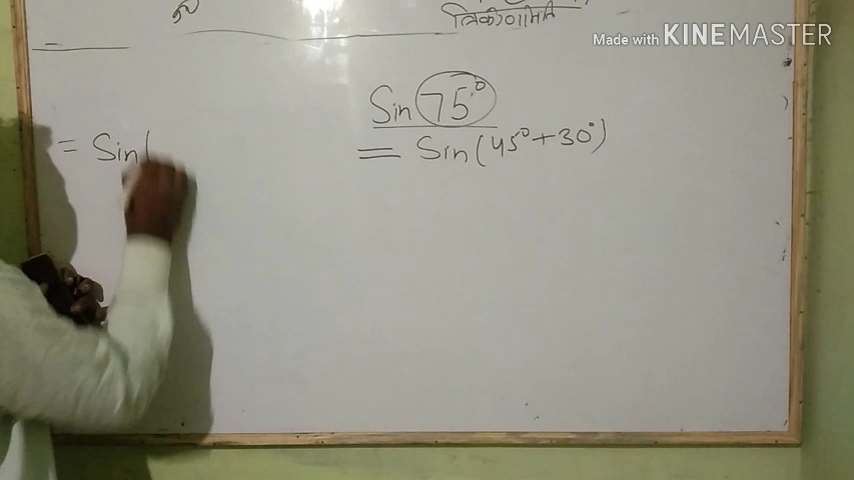 त्रिकोणमिति
Made with KINEMASTER
Sin 75°
= Sin(45°+30°)
= Sin(